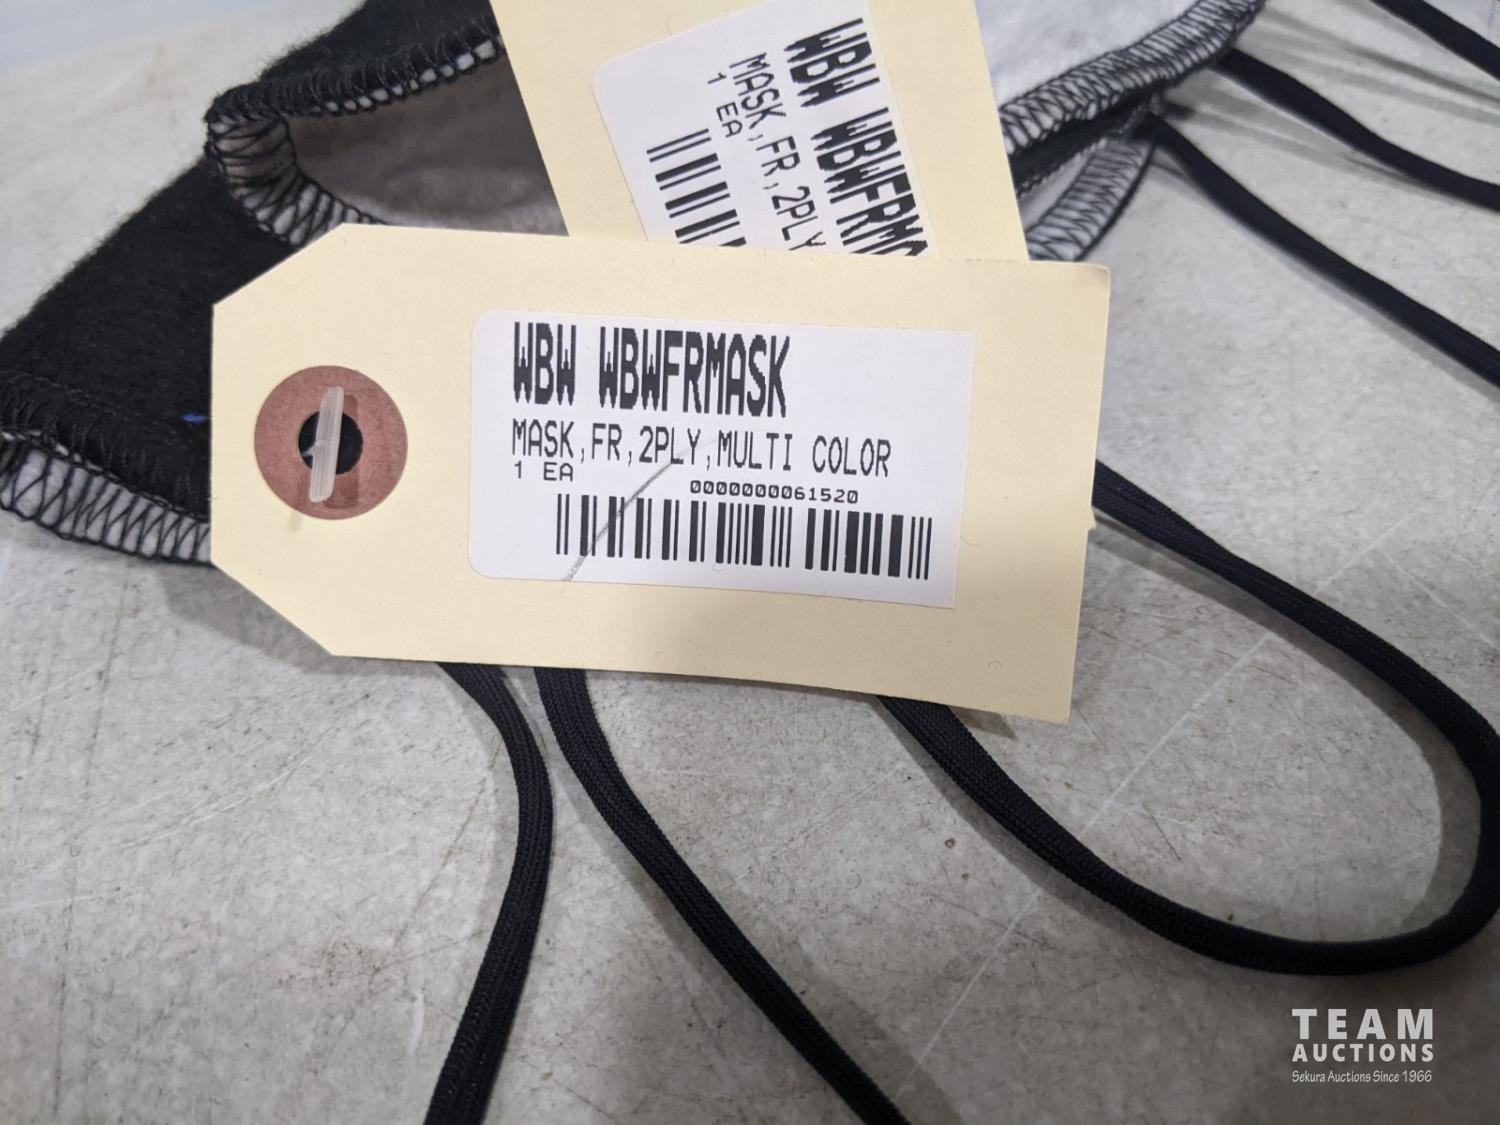 WBW WBWFRM
MASK,FR,2PLY
1 EA
WBW WBWFRMASK
MASK,FR,2PLY,MULTI COLOR
1 EA
0000000061520
TEAM
AUCTIONS
Sekura Auctions Since 1966